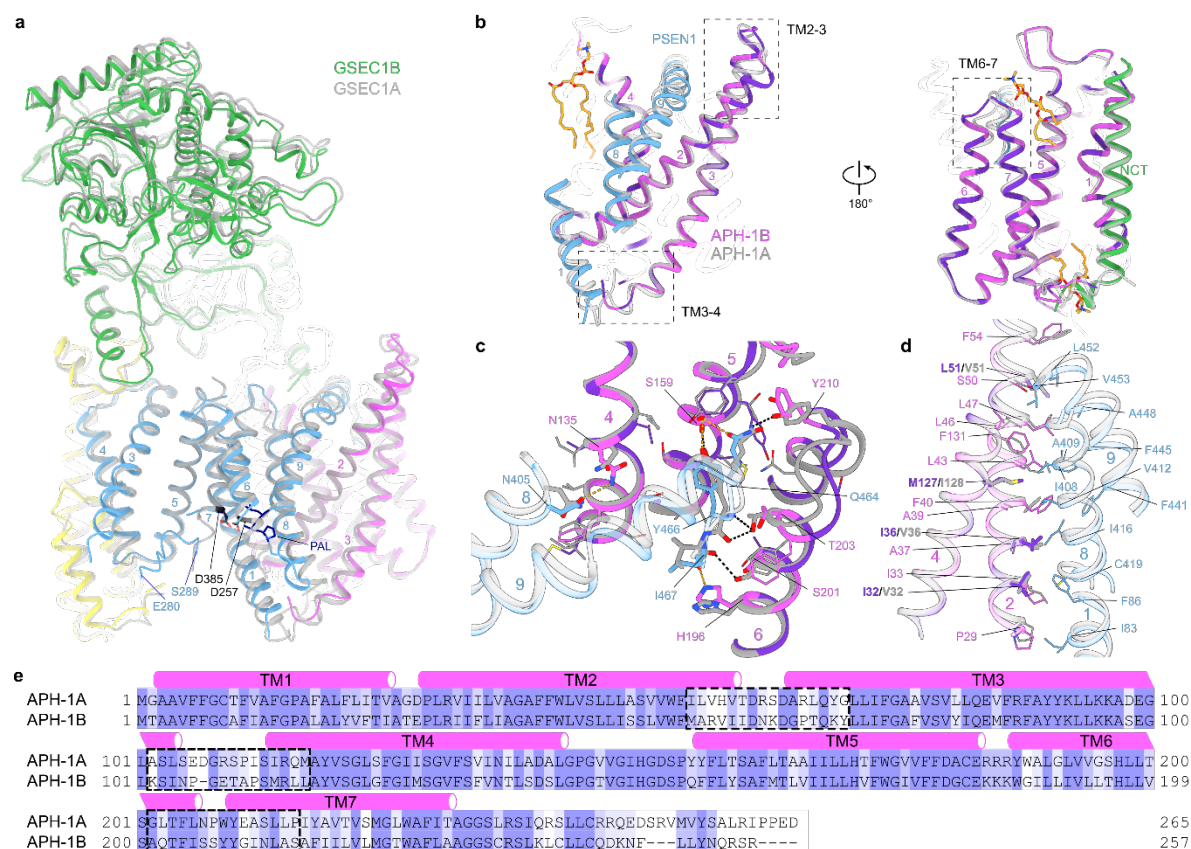 a
GSEC1B
GSEC1A
4
3
5
6
7
8
9
1
2
3
PAL
D385
D257
S289
E280
b
PSEN1
TM2-3
4
9
8
2
3
1
APH-1B
APH-1A
TM3-4
180°
TM6-7
5
6
7
1
NCT
c
5
S159
Y210
4
N135
N405
8
Q464
Y466
T203
9
I467
S201
H196
6
d
F54
L452
L51/V51
S50
V453
L47
A448
L46
F131
A409
9
F445
L43
V412
M127/I128
I408
F40
F441
A39
I36/V36
I416
A37
4
8
I33
C419
I32/V32
F86
2
1
P29
I83
e
TM1 TM2 TM3
APH-1A 1 MGAAVFFGCTFVAFGPAFALFLITVAGDPLRVIILVAGAFFWLVSLLLASVVWFILVHVTDRSDARLQYGLLIFGAAVSVLLQEVFRFAYYKLLKKADEG 100
APH-1B 1 MTAAVFFGCAFIAFGPALALYVFTIATEPLRIIFLIAGAFFWLVSLLISSLVWFMARVIIDNKDGPTQKYLLIFGAFVSVYIQEMFRFAYYKLLKKASEG 100
TM4 TM5 TM6
APH-1A 101 LASLSEDGRSPISIRQMAYVSGLSFGIISGVFSVINILADALGPGVVGIHGDSPYYFLTSAFLTAAIILLHTFWGVVFFDACERRRYWALGLVVGSHLLT 200
APH-1B 101 LKSINP-GETAPSMRLLAYVSGLGFGIMSGVFSFVNTLSDSLGPGTVGIHGDSPQFFLYSAFMTLVIILLHVFWGIVFFDGCEKKKWGILLIVLLTHLLV 199
TM7
APH-1A 201 SGLTFLNPWYEASLLPIYAVTVSMGLWAFITAGGSLRSIQRSLLCRRQEDSRVMVYSALRIPPED 265
APH-1B 200 SAQTFISSYYGINLASAFIILVLMGTWAFLAAGGSCRSLKLCLLCQDKNF---LLYNQRSR---- 257